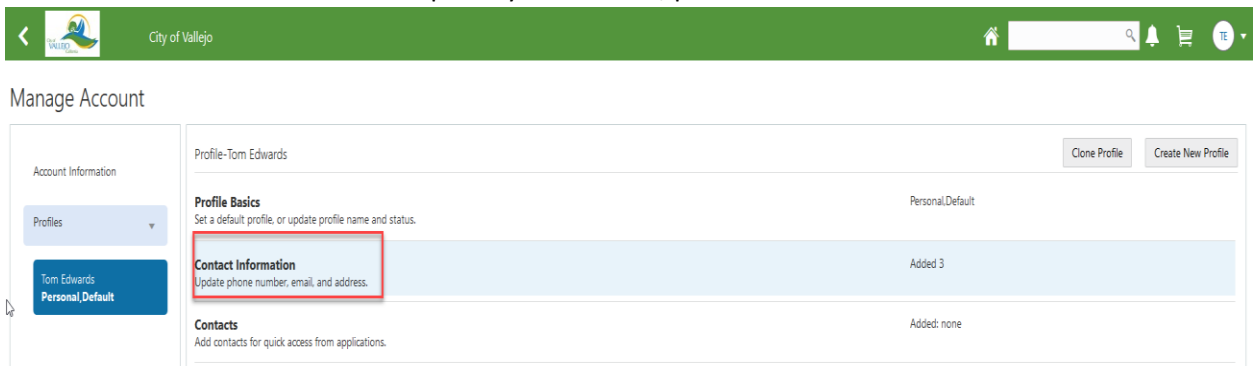 City of Vallejo
TE
Manage Account
Account Information
Profiles
Tom Edwards
Personal,Default
Profile-Tom Edwards
Clone Profile
Create New Profile
Profile Basics
Set a default profile, or update profile name and status.
Personal,Default
Contact Information
Update phone number, email, and address.
Added 3
Contacts
Add contacts for quick access from applications.
Added: none